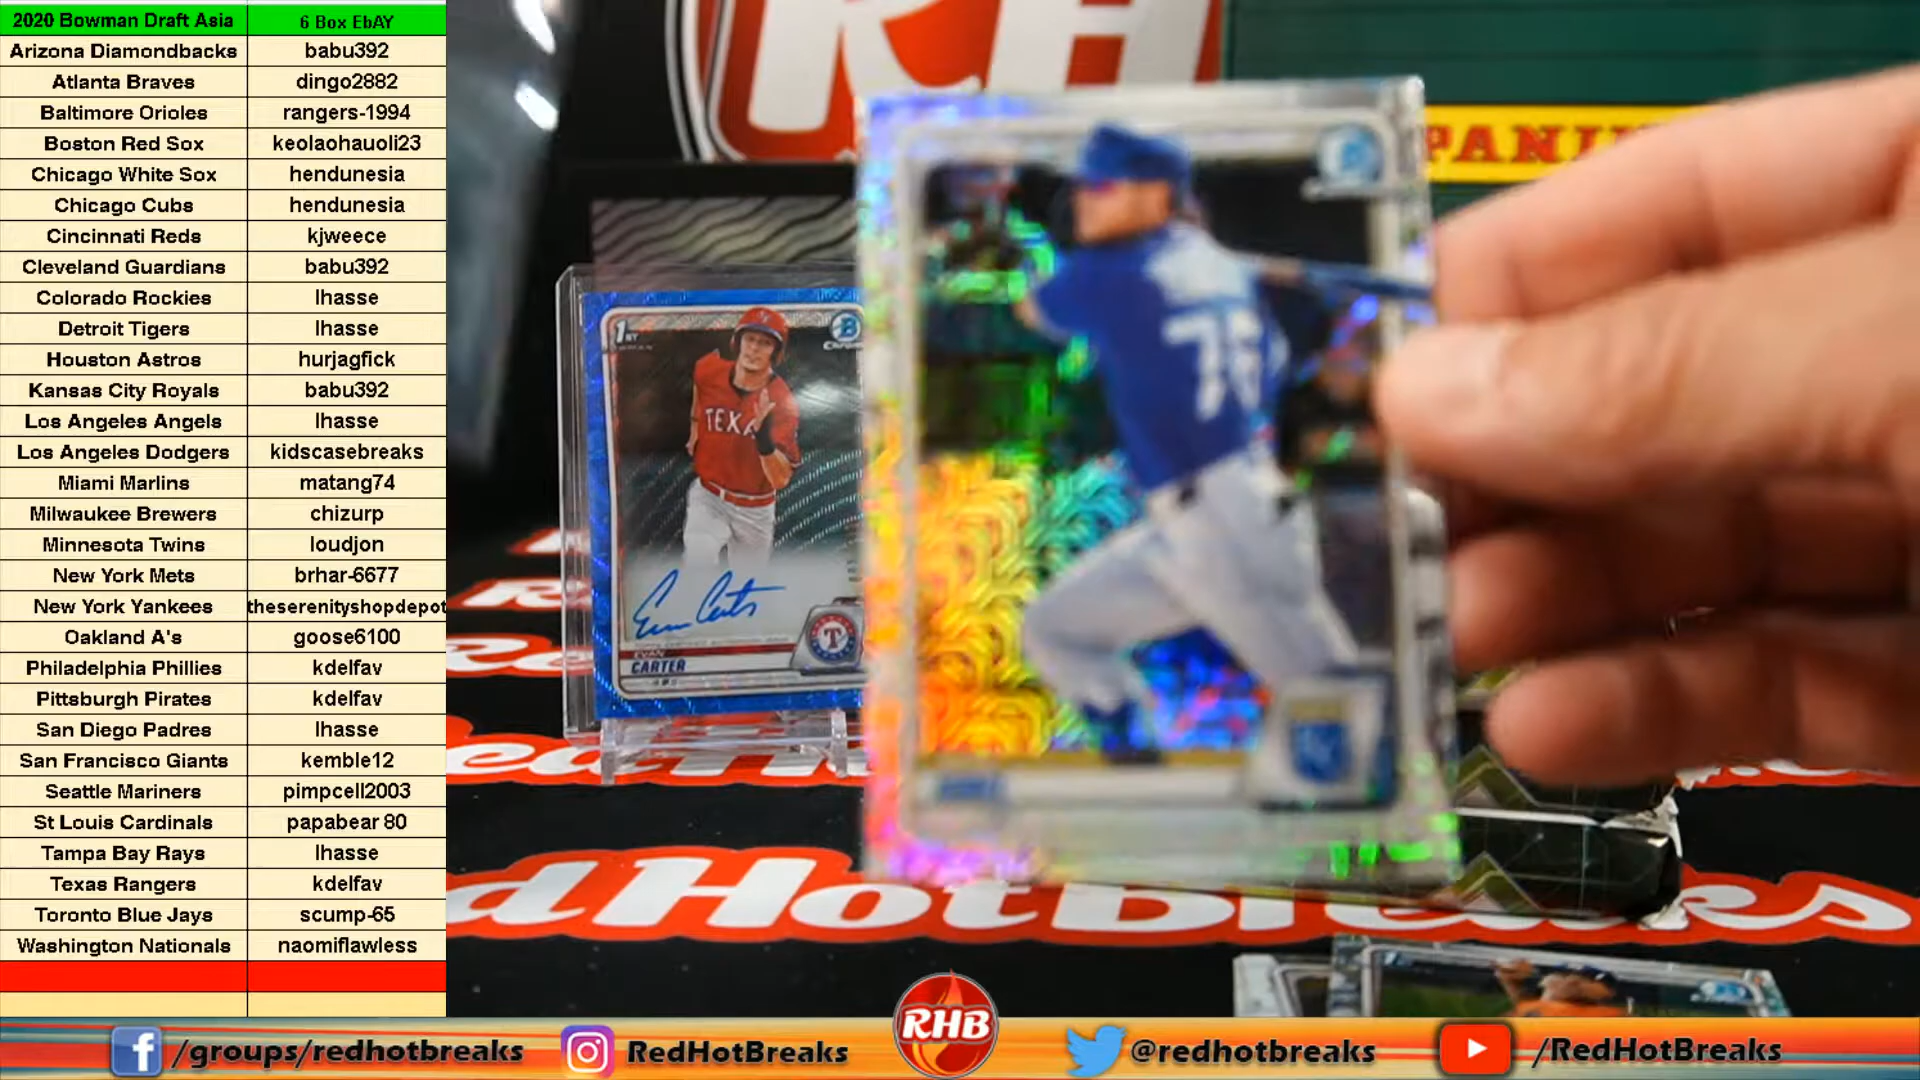 2020 Bowman Draft Asia 6 Box EbAY
Arizona Diamondbacks babu392
Atlanta Braves dingo2882
Baltimore Orioles rangers-1994
Boston Red Sox keolaohauoli23
Chicago White Sox hendunesia
Chicago Cubs hendunesia
Cincinnati Reds kjweece
Cleveland Guardians babu392
Colorado Rockies lhasse
Detroit Tigers lhasse
Houston Astros hurjagfick
Kansas City Royals babu392
Los Angeles Angels lhasse
Los Angeles Dodgers kidscasebreaks
Miami Marlins matang74
Milwaukee Brewers chizurp
Minnesota Twins loudjon
New York Mets brhar-6677
New York Yankees theserenityshopdepot
Oakland A's goose6100
Philadelphia Phillies kdelfav
Pittsburgh Pirates kdelfav
San Diego Padres lhasse
San Francisco Giants kemble12
Seattle Mariners pimpcell2003
St Louis Cardinals papabear 80
Tampa Bay Rays lhasse
Texas Rangers kdelfav
Toronto Blue Jays scump-65
Washington Nationals naomiflawless
RH
PANINI
1ST
TEXA
EVAN
CARTER
T
dHotBreaks
/groups/redhotbreaks
RedHotBreaks
RHB
@redhotbreaks
/RedHotBreaks